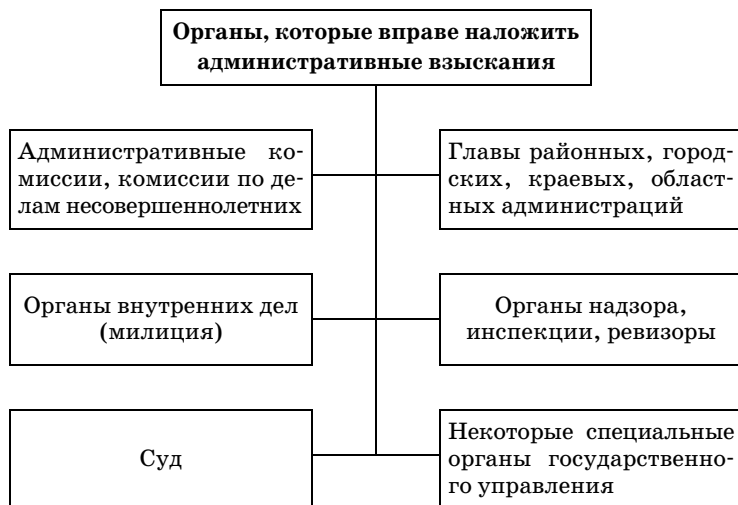 Органы, которые вправе наложить
административные взыскания
Административные ко-
миссии, комиссии по де-
лам несовершеннолетних
Главы районных, город-
ских, краевых, област-
ных администраций
Органы внутренних дел
(милиция)
Органы надзора,
инспекции, ревизоры
Суд
Некоторые специальные
органы государственно-
го управления